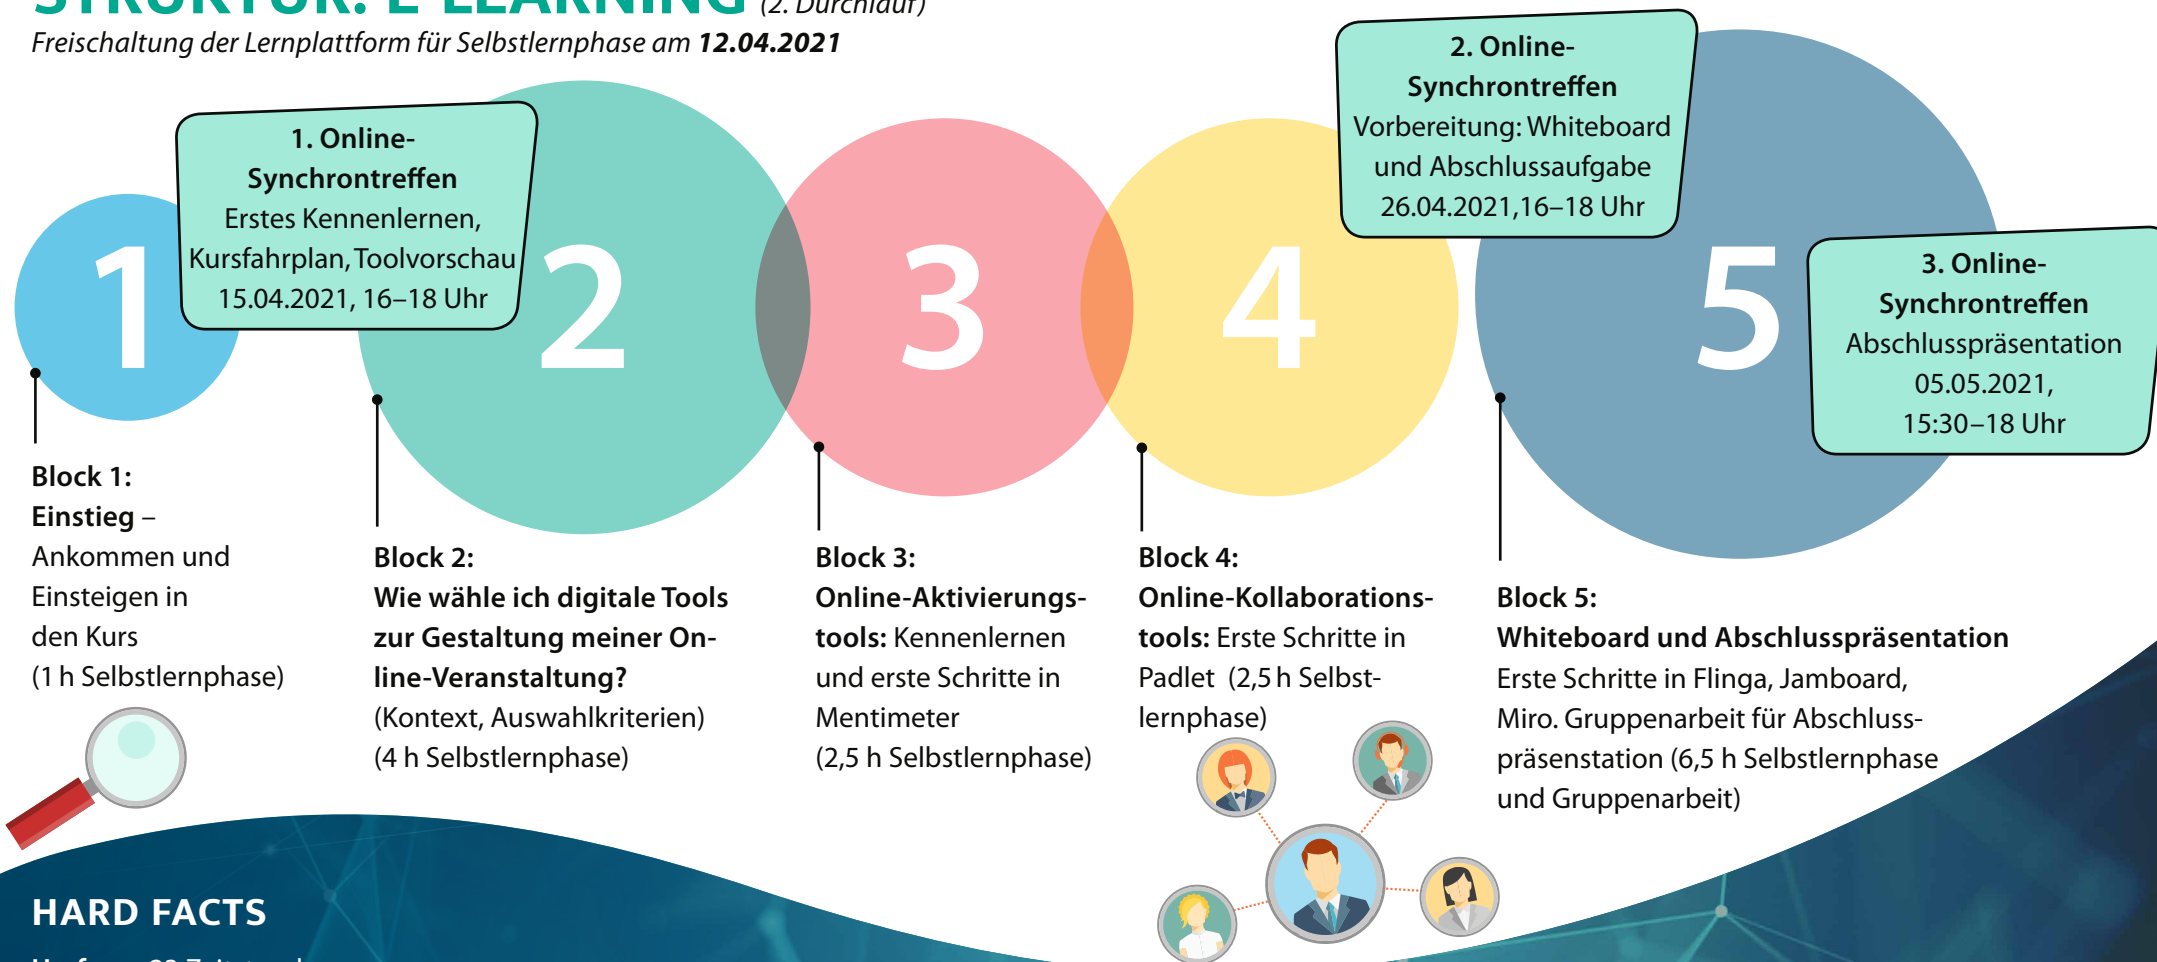 STRUKTUR: E-LEARNING (2. Durchlauf)
Freischaltung der Lernplattform für Selbstlernphase am 12.04.2021
1. Online-
Synchrontreffen
Erstes Kennenlernen,
Kursfahrplan, Toolvorschau
15.04.2021, 16–18 Uhr
2. Online-
Synchrontreffen
Vorbereitung: Whiteboard
und Abschlussaufgabe
26.04.2021,16–18 Uhr
3. Online-
Synchrontreffen
Abschlusspräsentation
05.05.2021,
15:30–18 Uhr
1
2
3
4
5
Block 1:
Einstieg –
Ankommen und
Einsteigen in
den Kurs
(1 h Selbstlernphase)
Block 2:
Wie wähle ich digitale Tools
zur Gestaltung meiner On-
line-Veranstaltung?
(Kontext, Auswahlkriterien)
(4 h Selbstlernphase)
Block 3:
Online-Aktivierungs-
tools: Kennenlernen
und erste Schritte in
Mentimeter
(2,5 h Selbstlernphase)
Block 4:
Online-Kollaborations-
tools: Erste Schritte in
Padlet (2,5 h Selbst-
lernphase)
Block 5:
Whiteboard und Abschlusspräsentation
Erste Schritte in Flinga, Jamboard,
Miro. Gruppenarbeit für Abschluss-
präsenstation (6,5 h Selbstlernphase
und Gruppenarbeit)
HARD FACTS